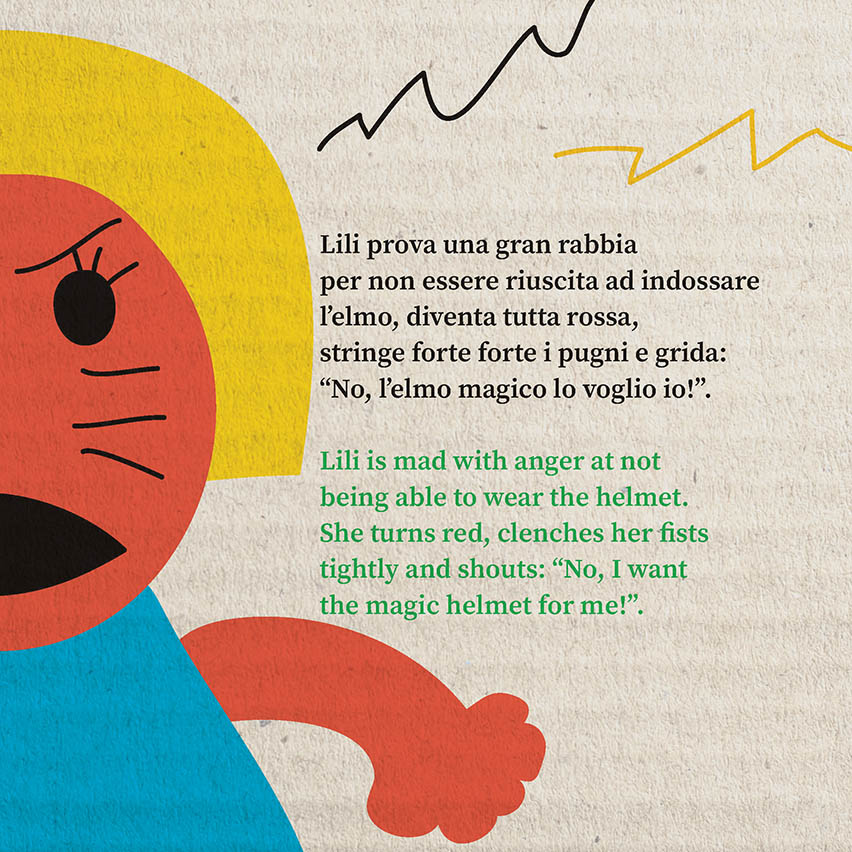 Lili prova una gran rabbia
per non essere riuscita ad indossare
l’elmo, diventa tutta rossa,
stringe forte forte i pugni e grida:
“No, l’elmo magico lo voglio io!”.
Lili is mad with anger at not
being able to wear the helmet.
She turns red, clenches her fists
tightly and shouts: “No, I want
the magic helmet for me!”.